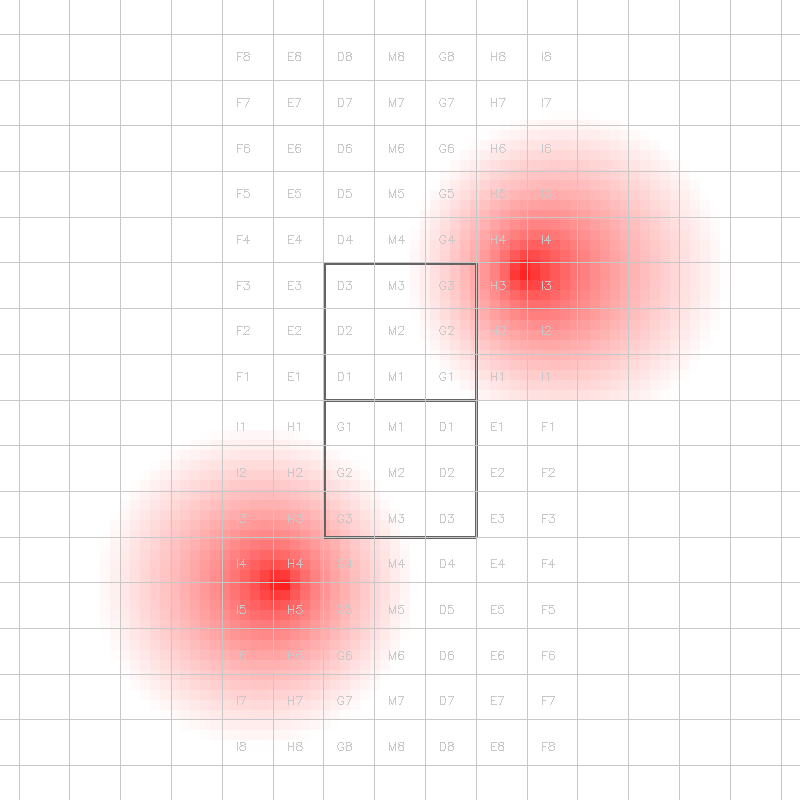 F8 E8 D8 M8 G8 H8 I8
F7 E7 D7 M7 G7 H7 I7
F6 E6 D6 M6 G6 H6 I6
F5 E5 D5 M5 G5 H5
F4 E4 D4 M4 G4 H4 I4
F3 E3 D3 M3 G3 H3 I3
F2 E2 D2 M2 G2 H2 I2
F1 E1 D1 M1 G1 H1 I1
I1 H1 G1 M1 D1 E1 F1
I2 H2 G2 M2 D2 E2 F2
H3 G3 M3 D3 E3 F3
I4 H4 G4 M4 D4 E4 F4
I5 H5 M5 D5 E5 F5
G6 M6 D6 E6 F6
I7 H7 G7 M7 D7 E7 F7
I8 H8 G8 M8 D8 E8 F8